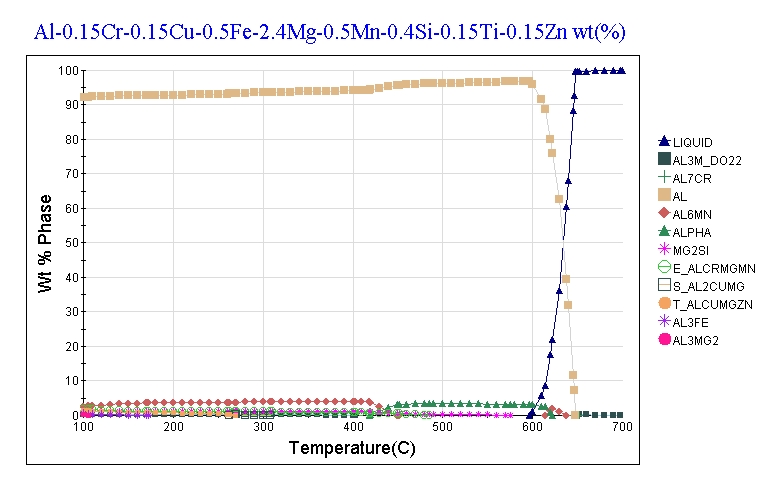 Al-0.15Cr-0.15Cu-0.5Fe-2.4Mg-0.5Mn-0.4Si-0.15Ti-0.15Zn wt(%)
100
90
80
70
60
50
40
30
20
10
0
Wt % Phase
100 200 300 400 500 600 700
Temperature(C)
LIQUID
AL3M_DO22
AL7CR
AL
AL6MN
ALPHA
MG2SI
E_ALCRMGMN
S_AL2CUMG
T_ALCUMGZN
AL3FE
AL3MG2